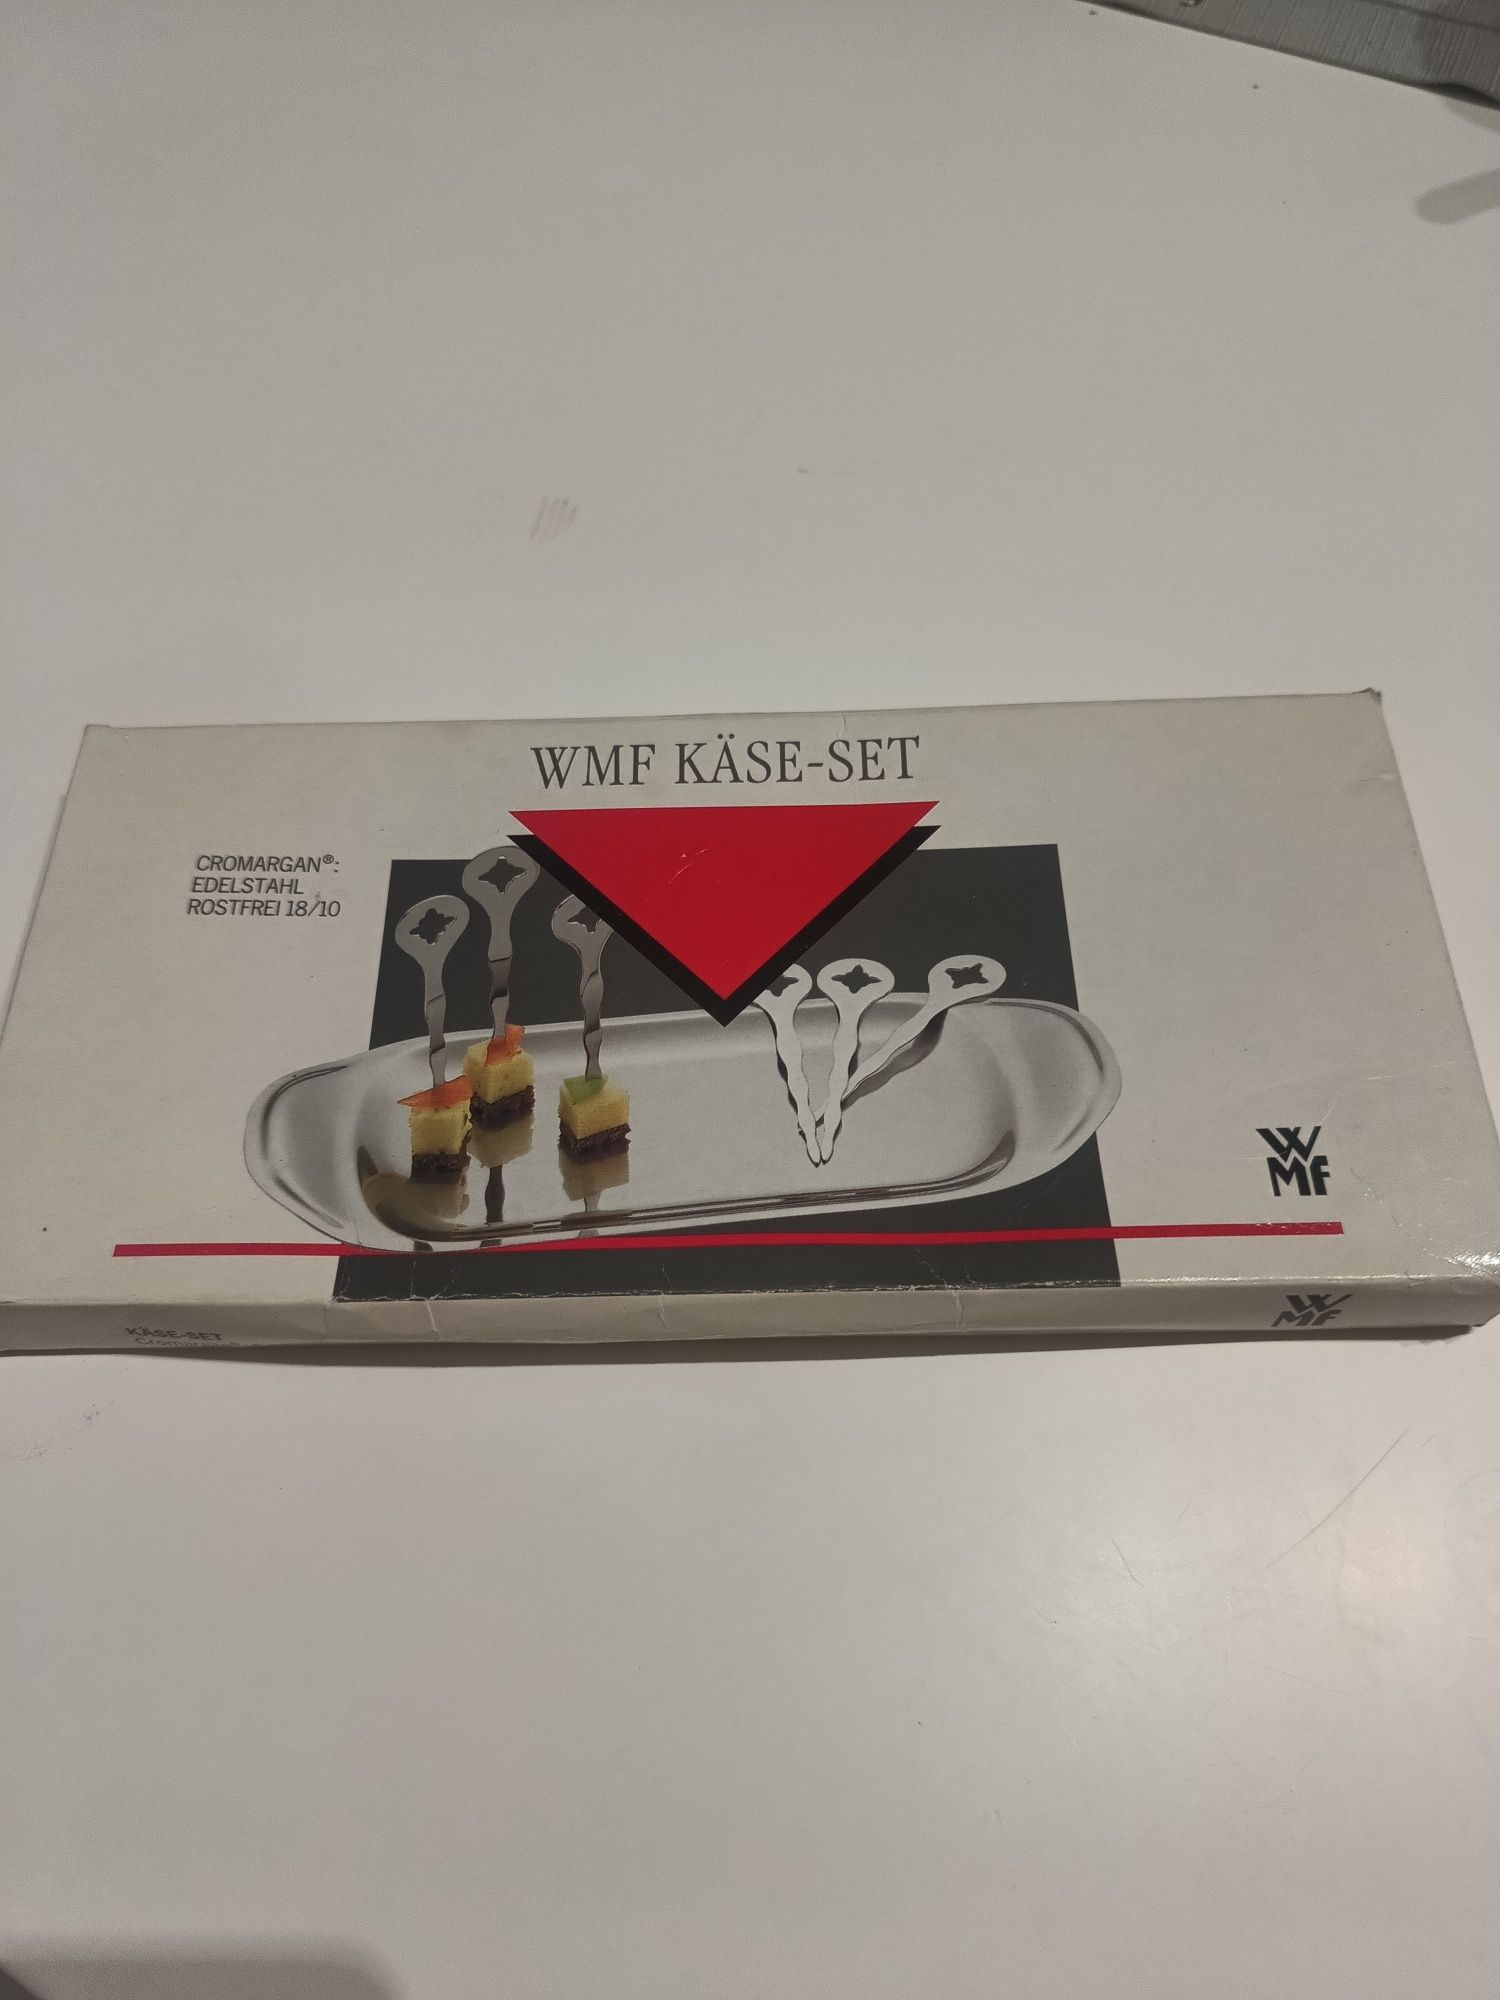 WMF KÄSE-SET
CROMARGAN®:
EDELSTAHL
ROSTFREI 18/10
WMF
WMF
KÄSE-SET